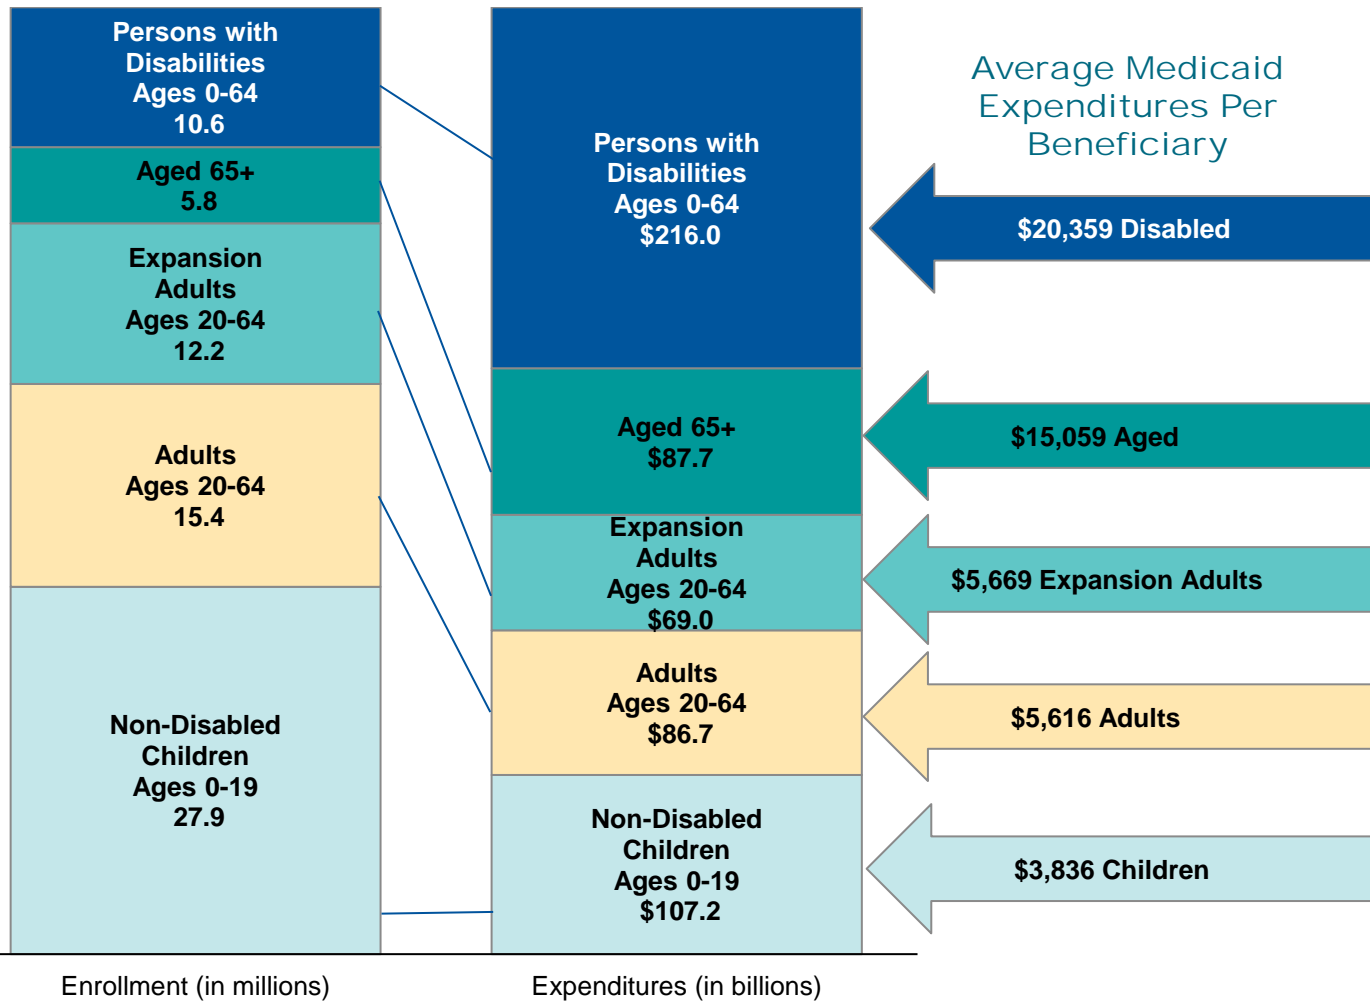 Persons with
Disabilities
Ages 0-64
10.6
Aged 65+
5.8
Expansion
Adults
Ages 20-64
12.2
Adults
Ages 20-64
15.4
Non-Disabled
Children
Ages 0-19
27.9
Enrollment (in millions)
Persons with
Disabilities
Ages 0-64
$216.0
Aged 65+
$87.7
Expansion
Adults
Ages 20-64
$69.0
Adults
Ages 20-64
$86.7
Non-Disabled
Children
Ages 0-19
$107.2
Expenditures (in billions)
Average Medicaid
Expenditures Per
Beneficiary
$20,359 Disabled
$15,059 Aged
$5,669 Expansion Adults
$5,616 Adults
$3,836 Children